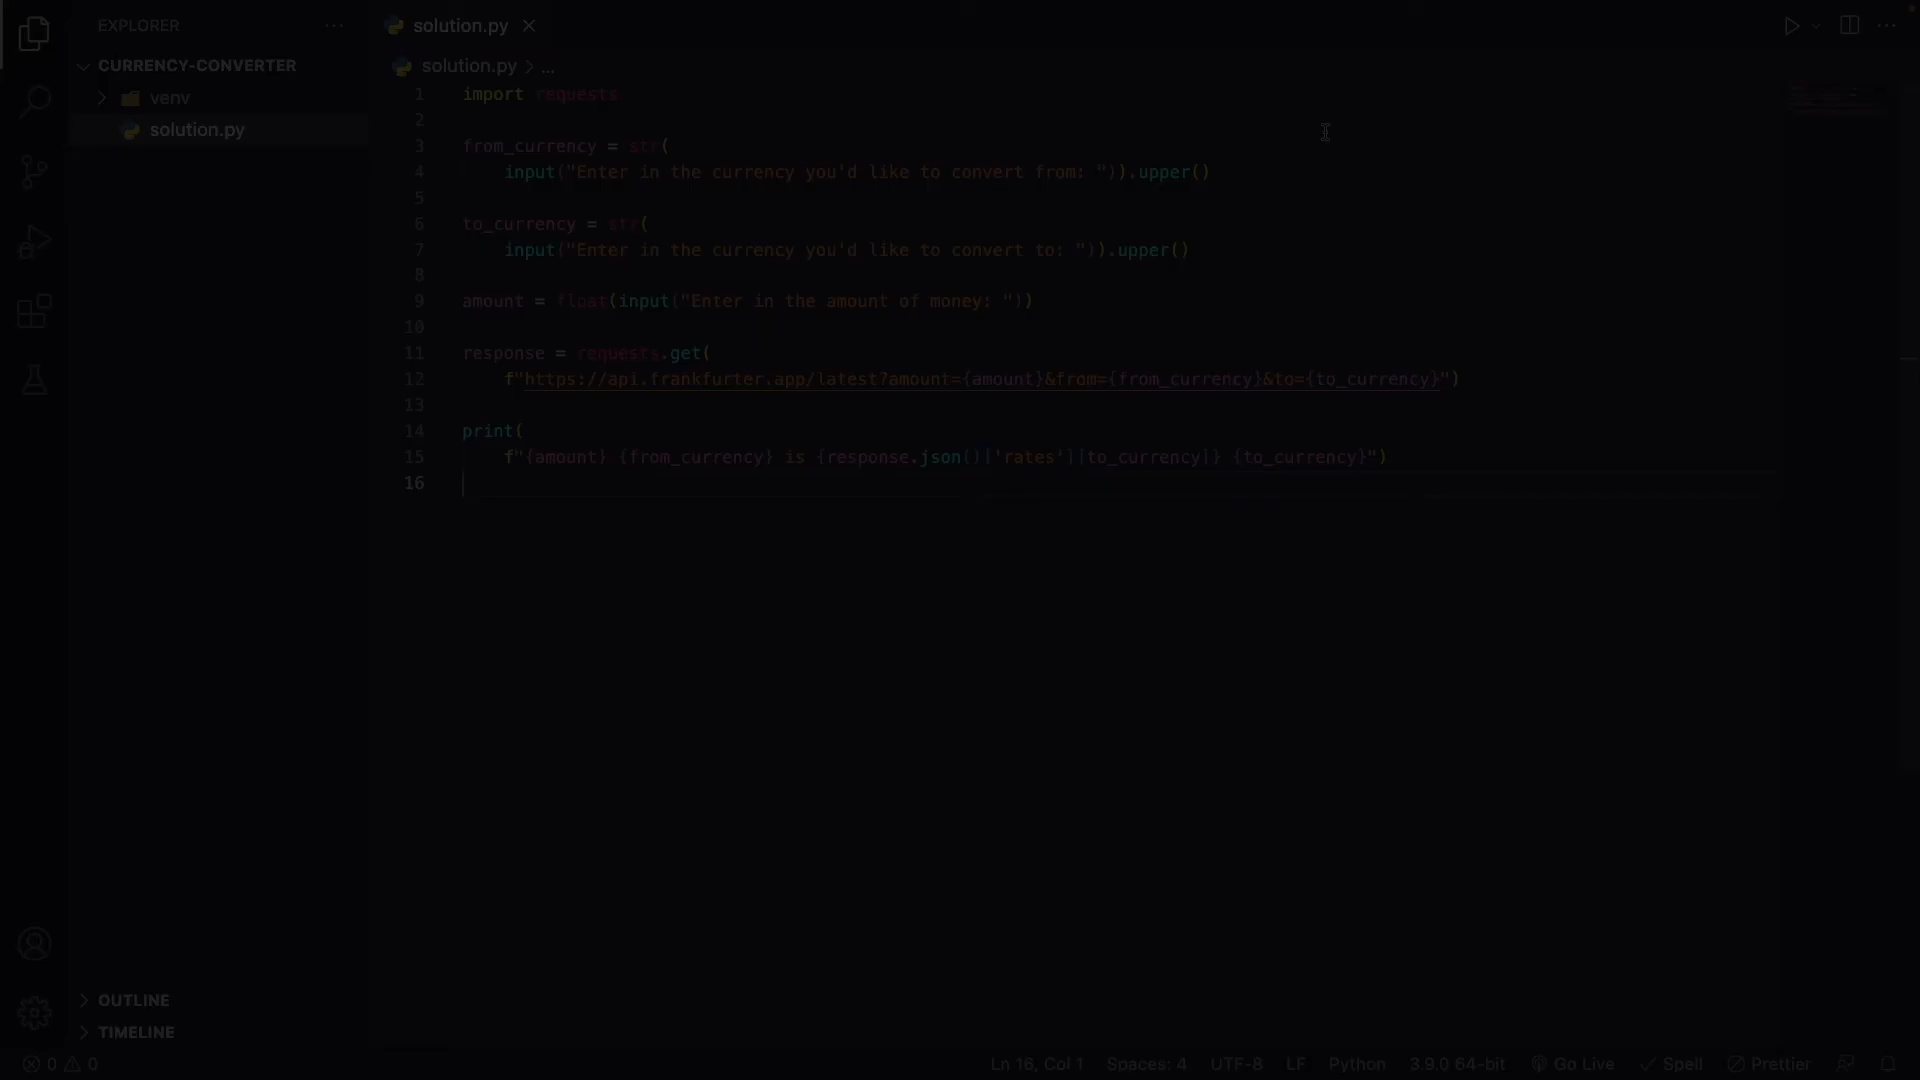 EXPLORER
CURRENCY-CONVERTER
venv
solution.py
OUTLINE
TIMELINE
solution.py
solution.py > ...
1 import requests
2
3 from_currency = str(
4     input("Enter in the currency you'd like to convert from: ")).upper()
5
6 to_currency = str(
7     input("Enter in the currency you'd like to convert to: ")).upper()
8
9 amount = float(input("Enter in the amount of money: "))
10
11 response = requests.get(
12     f"https://api.frankfurter.app/latest?amount={amount}&from={from_currency}&to={to_currency}")
13
14 print(
15     f"{amount} {from_currency} is {response.json()['rates'][to_currency]} {to_currency}")
16
0 0 Ln 16, Col 1 Spaces: 4 UTF-8 LF Python 3.9.0 64-bit Go Live Spell Prettier